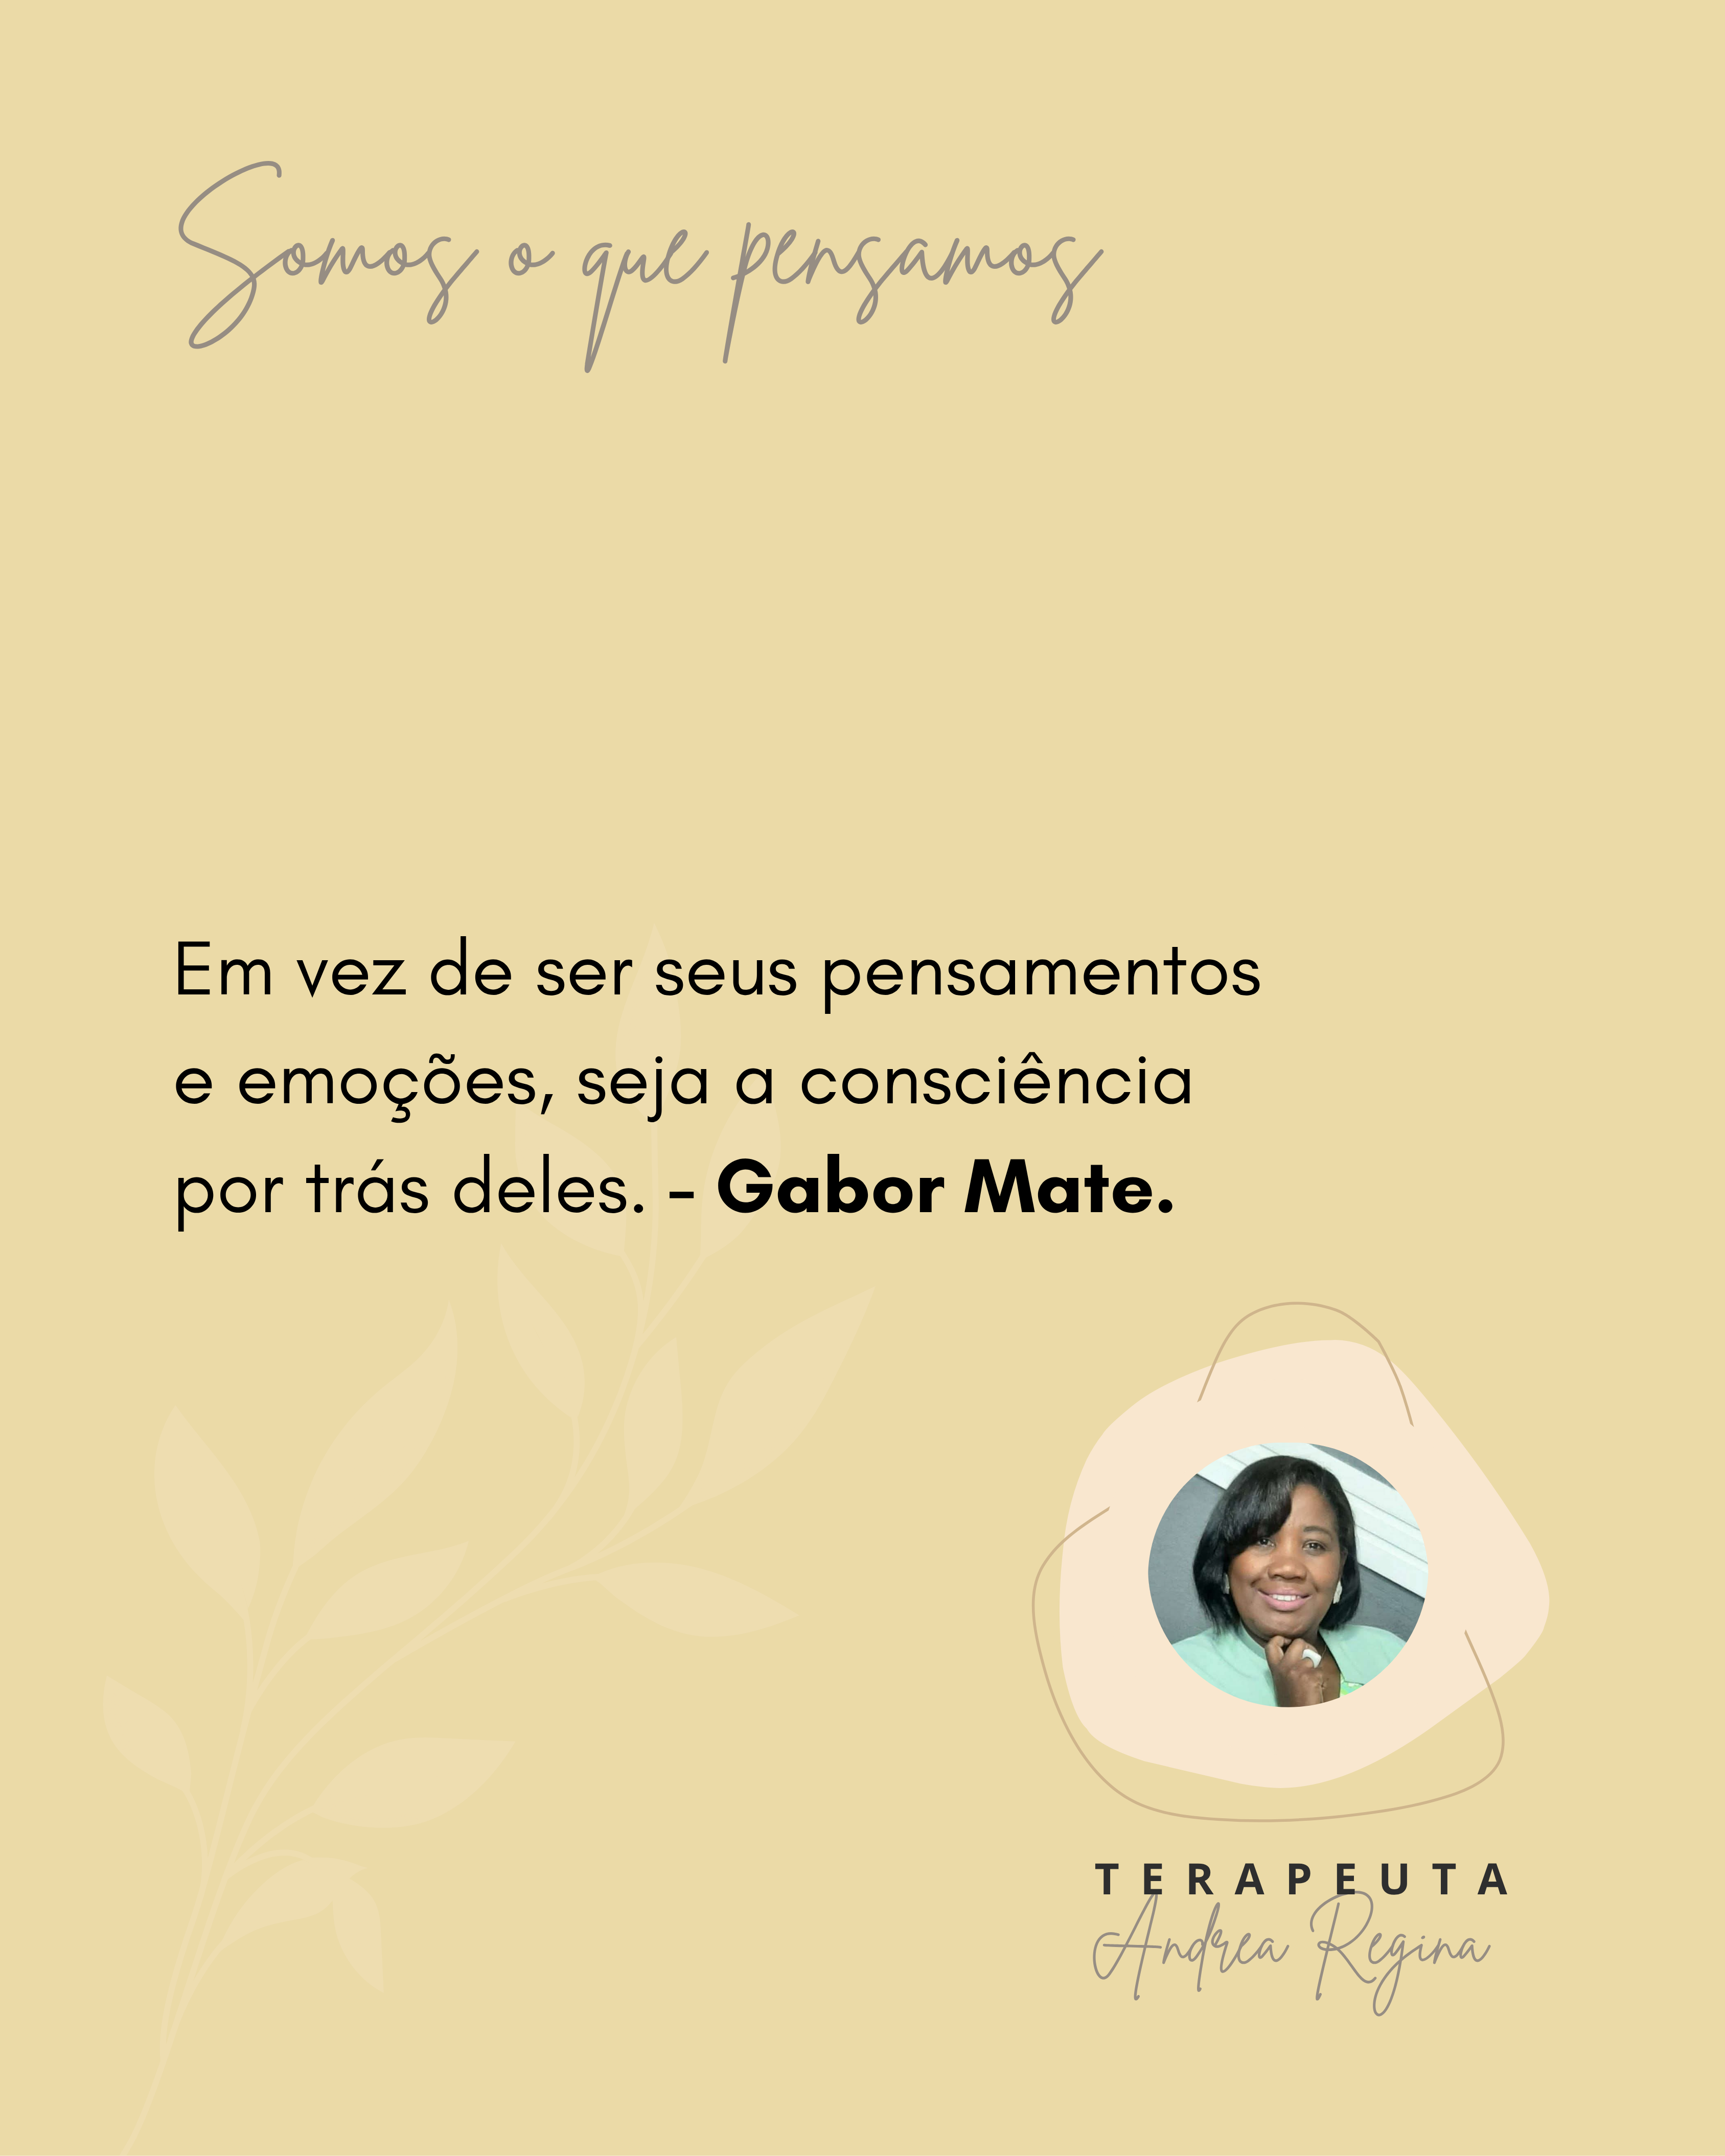 Somos o que pensamos
Em vez de ser seus pensamentos
e emoções, seja a consciência
por trás deles. - Gabor Mate.
TERAPEUTA
Andrea Regina